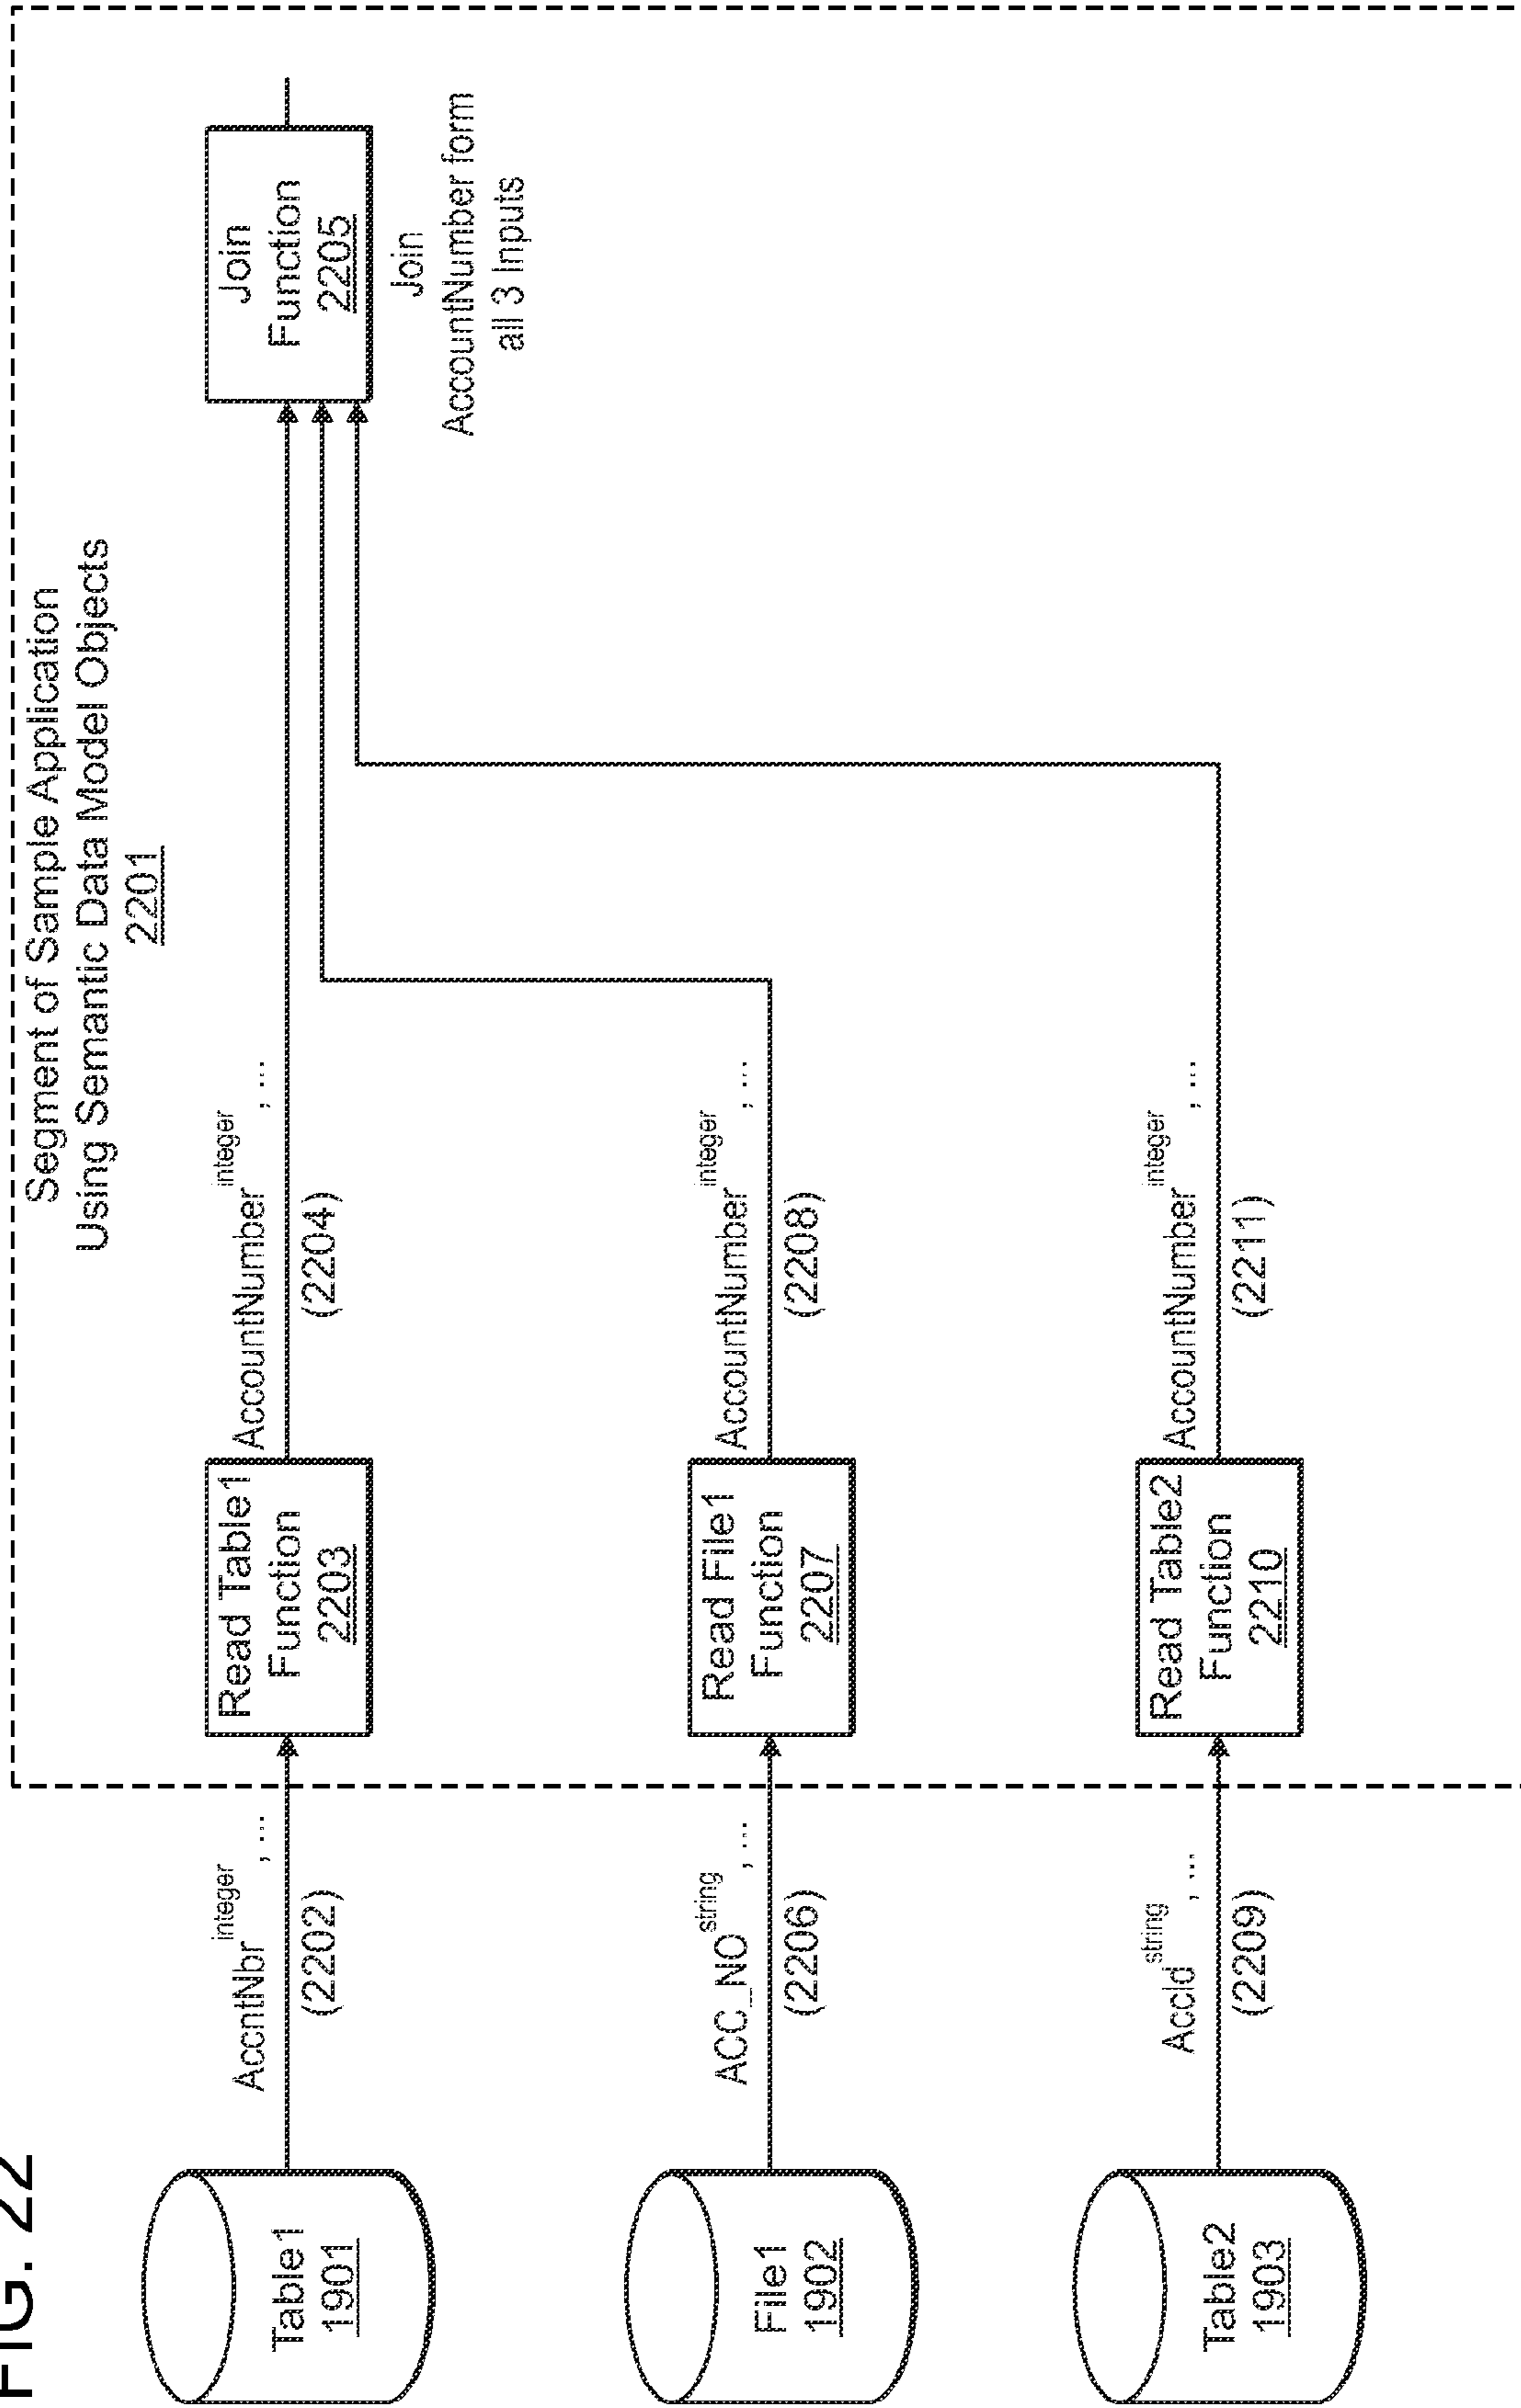 FIG. 22
Segment of Sample Application
Using Semantic Data Model Objects
2201
Table1
1901
AccntNbr integer , ...
(2202)
Read Table1
Function
2203
AccountNumber integer , ...
(2204)
Join
Function
2205
Join
AccountNumber form
all 3 Inputs
File1
1902
ACC_NO string , ...
(2206)
Read File1
Function
2207
AccountNumber integer , ...
(2208)
Table2
1903
AccId string , ...
(2209)
Read Table2
Function
2210
AccountNumber integer , ...
(2211)